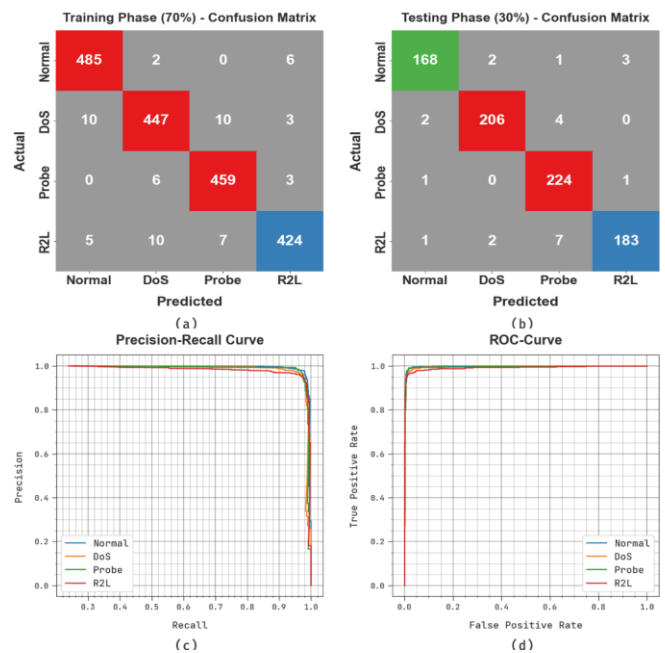 Training Phase (70%) - Confusion Matrix
Actual
Normal 485 2 0 6
DoS 10 447 10 3
Probe 0 6 459 3
R2L 5 10 7 424
Normal DoS Probe R2L
Predicted
(a)
Testing Phase (30%) - Confusion Matrix
Actual
Normal 168 2 1 3
DoS 2 206 4 0
Probe 1 0 224 1
R2L 1 2 7 183
Normal DoS Probe R2L
Predicted
(b)
Precision-Recall Curve
Precision
1.0
0.8
0.6
0.4
0.2
0.0
Normal
DoS
Probe
R2L
0.3 0.4 0.5 0.6 0.7 0.8 0.9 1.0
Recall
(c)
ROC-Curve
True Positive Rate
1.0
0.8
0.6
0.4
0.2
0.0
Normal
DoS
Probe
R2L
0.0 0.2 0.4 0.6 0.8 1.0
False Positive Rate
(d)